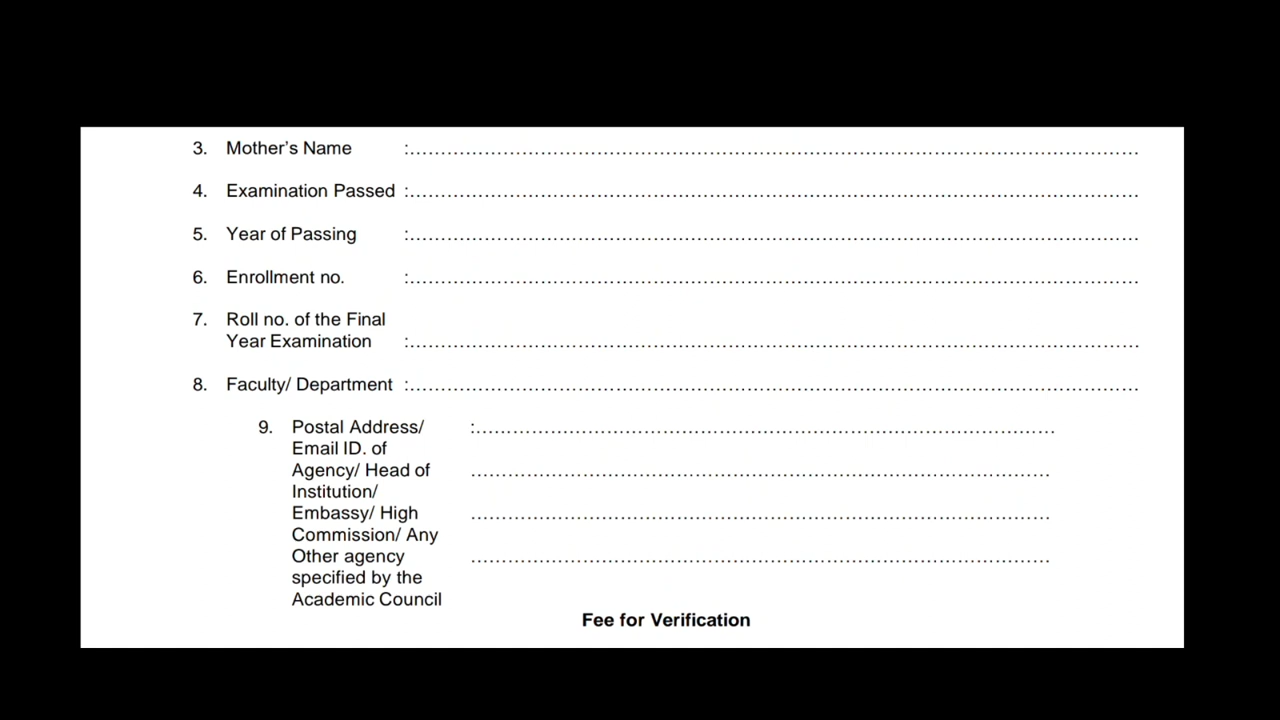 3. Mother’s Name :........................................................................................................................
4. Examination Passed :........................................................................................................................
5. Year of Passing :........................................................................................................................
6. Enrollment no. :........................................................................................................................
7. Roll no. of the Final
Year Examination :........................................................................................................................
8. Faculty/ Department :........................................................................................................................
9. Postal Address/ :................................................................................................
Email ID. of
Agency/ Head of ................................................................................................
Institution/
Embassy/ High ................................................................................................
Commission/ Any
Other agency ................................................................................................
specified by the
Academic Council
Fee for Verification